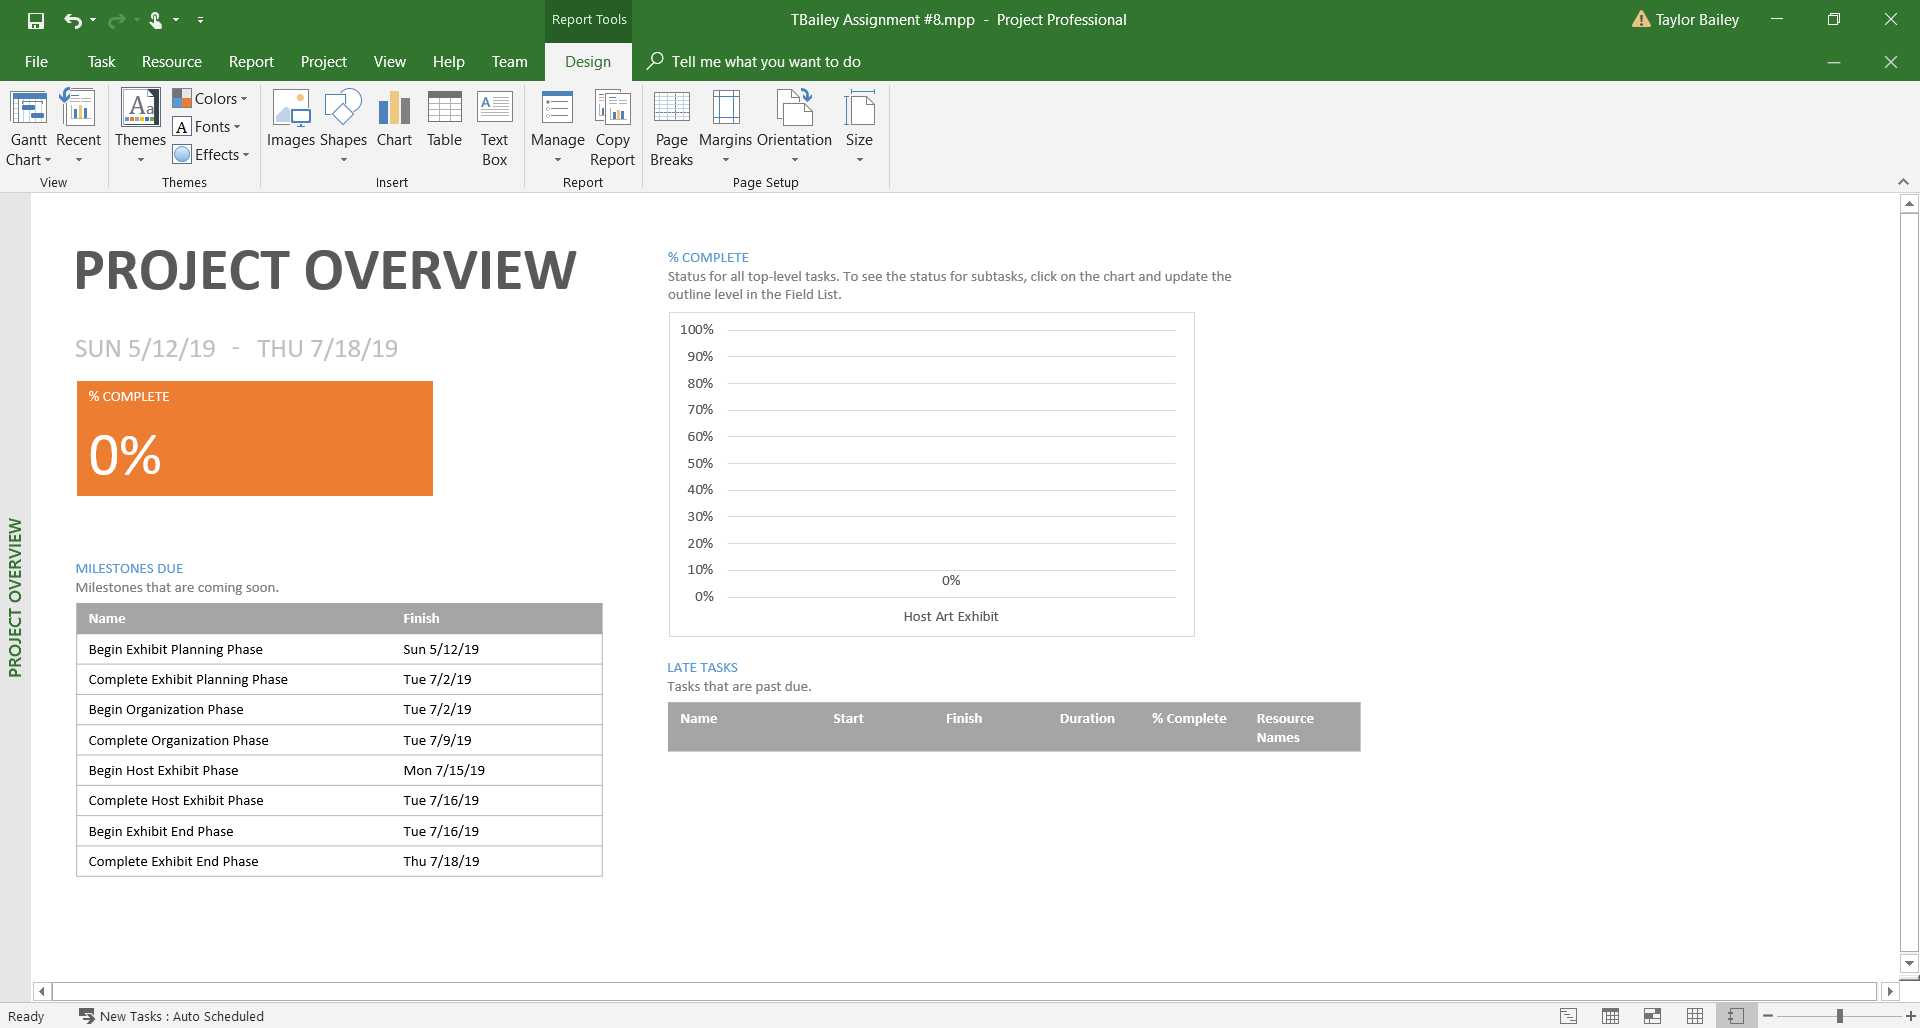 Report Tools
TBailey Assignment #8.mpp - Project Professional
Taylor Bailey
File Task Resource Report Project View Help Team Design Tell me what you want to do
Gantt Chart
Recent
View
Themes
Colors
Fonts
Effects
Themes
Images
Shapes
Chart
Table
Text Box
Insert
Manage
Copy Report
Report
Page Breaks
Margins
Orientation
Size
Page Setup
PROJECT OVERVIEW
PROJECT OVERVIEW
SUN 5/12/19 - THU 7/18/19
% COMPLETE
0%
MILESTONES DUE
Milestones that are coming soon.
Name Finish
Begin Exhibit Planning Phase Sun 5/12/19
Complete Exhibit Planning Phase Tue 7/2/19
Begin Organization Phase Tue 7/2/19
Complete Organization Phase Tue 7/9/19
Begin Host Exhibit Phase Mon 7/15/19
Complete Host Exhibit Phase Tue 7/16/19
Begin Exhibit End Phase Tue 7/16/19
Complete Exhibit End Phase Thu 7/18/19
% COMPLETE
Status for all top-level tasks. To see the status for subtasks, click on the chart and update the
outline level in the Field List.
100%
90%
80%
70%
60%
50%
40%
30%
20%
10%
0%
0%
Host Art Exhibit
LATE TASKS
Tasks that are past due.
Name Start Finish Duration % Complete Resource
Names
Ready New Tasks : Auto Scheduled